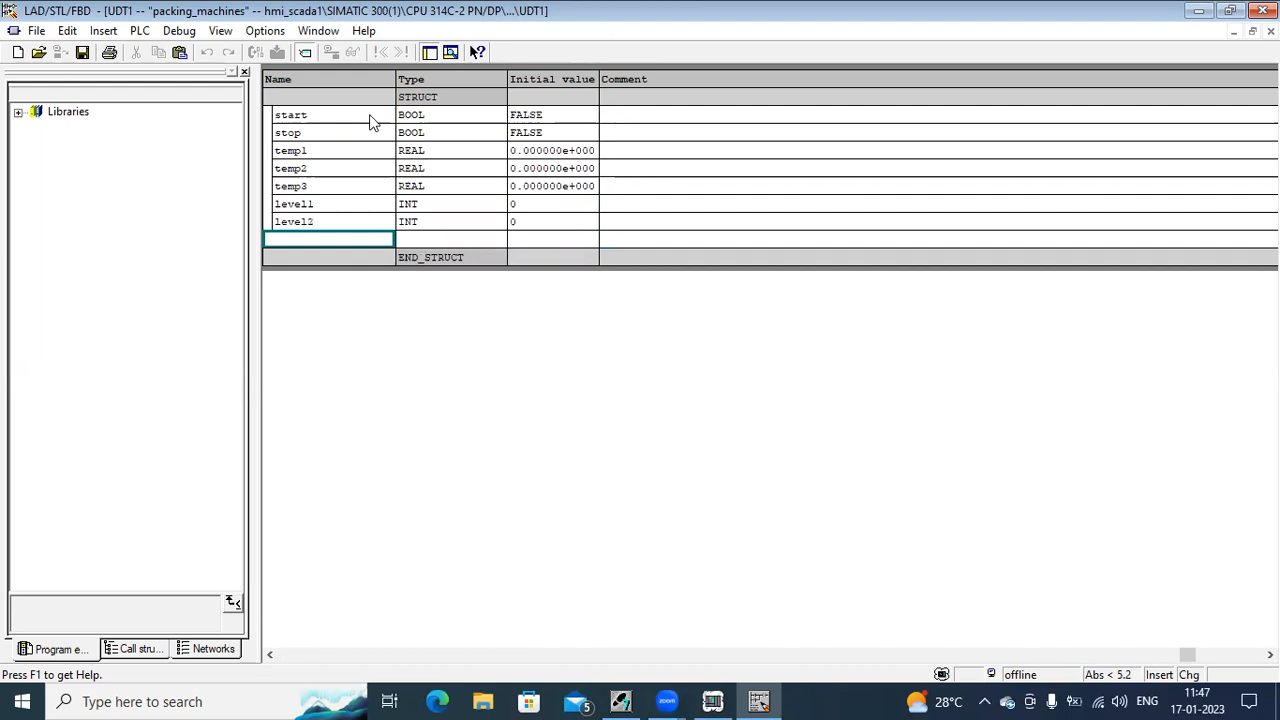 LAD/STL/FBD - [UDT1 -- "packing_machines" -- hmi_scada1\SIMATIC 300(1)\CPU 314C-2 PN/DP\...\UDT1]
File Edit Insert PLC Debug View Options Window Help
Libraries
Name Type Initial value Comment
STRUCT
start BOOL FALSE
stop BOOL FALSE
temp1 REAL 0.000000e+000
temp2 REAL 0.000000e+000
temp3 REAL 0.000000e+000
level1 INT 0
level2 INT 0
END_STRUCT
Program e... Call stru... Networks
Press F1 to get Help.
offline Abs < 5.2 Insert Chg
Type here to search
5
zoom
28°C
ENG
11:47
17-01-2023